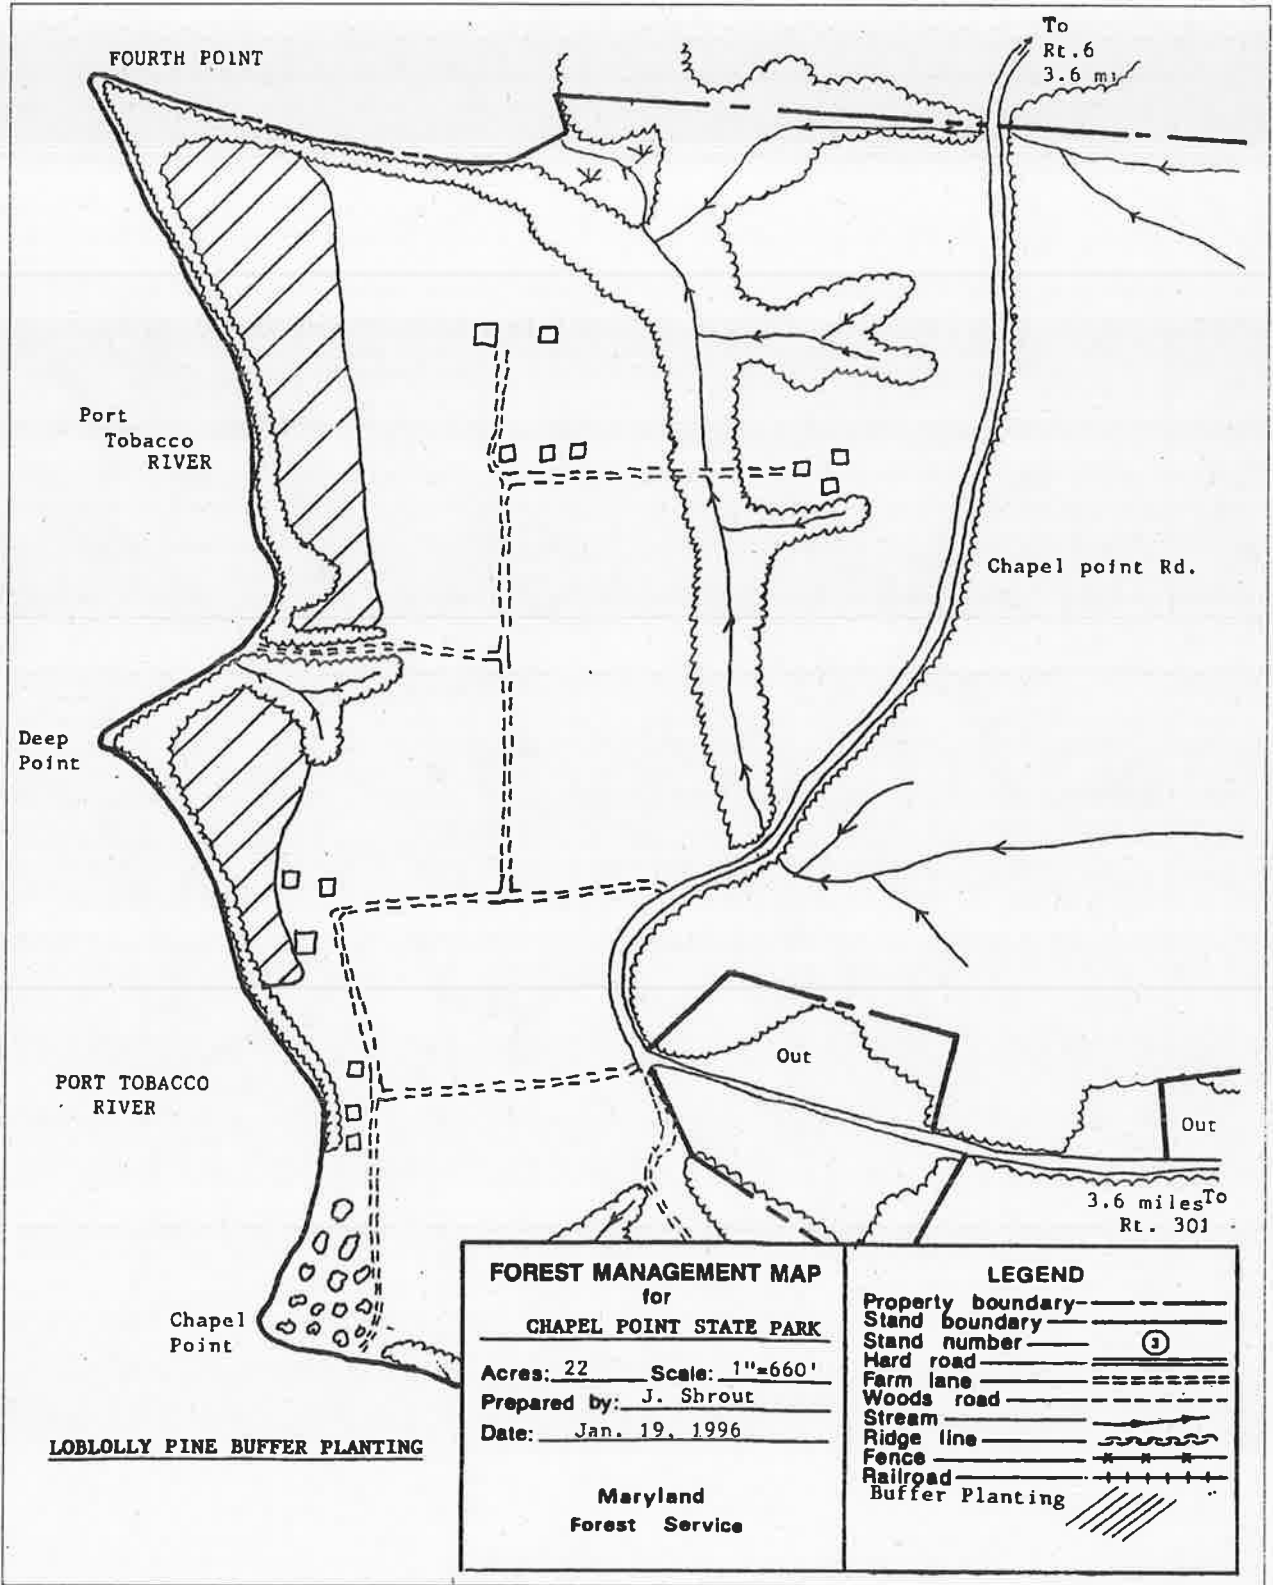 To
Rt.6
3.6 mi
FOURTH POINT
Port
Tobacco
RIVER
Chapel point Rd.
Deep
Point
PORT TOBACCO
RIVER
Out
Out
3.6 miles To
Rt. 301
Chapel
Point
LOBLOLLY PINE BUFFER PLANTING
FOREST MANAGEMENT MAP
for
CHAPEL POINT STATE PARK
Acres: 22 Scale: 1"=660'
Prepared by: J. Shrout
Date: Jan. 19, 1996
Maryland
Forest Service
LEGEND
Property boundary
Stand boundary
Stand number 3
Hard road
Farm lane
Woods road
Stream
Ridge line
Fence
Railroad
Buffer Planting